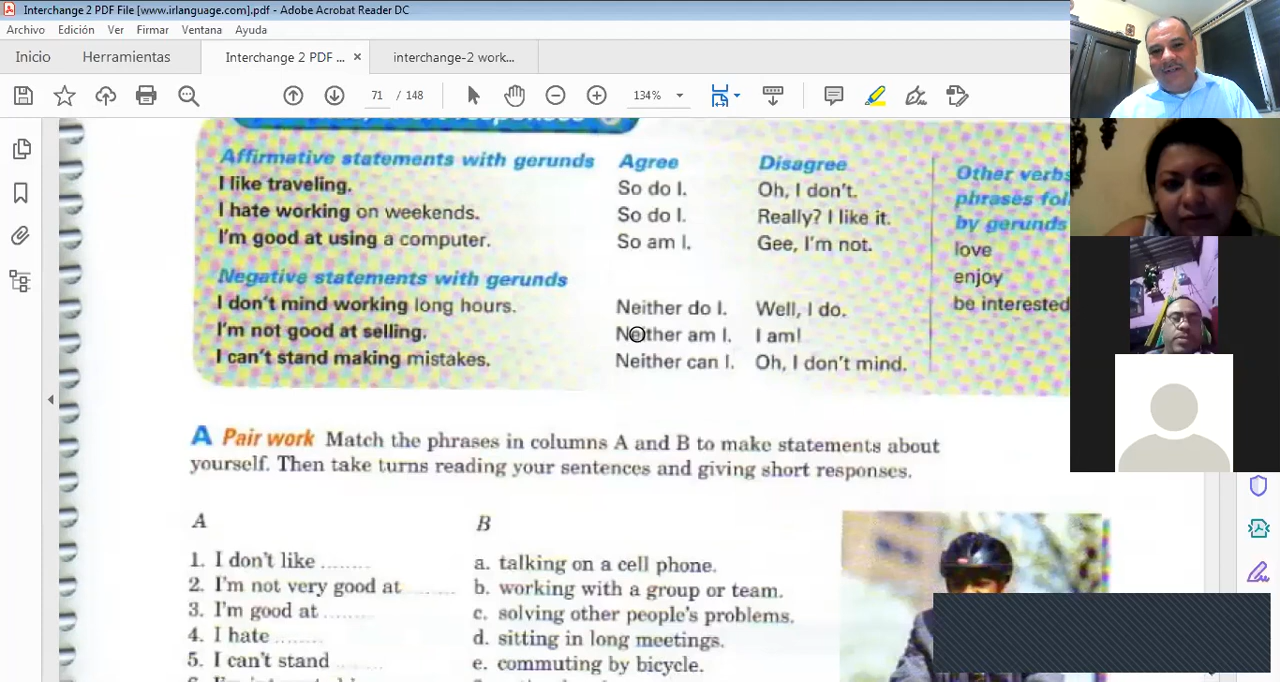 Interchange 2 PDF File [www.irlanguage.com].pdf - Adobe Acrobat Reader DC
Archivo Edición Ver Firmar Ventana Ayuda
Inicio Herramientas Interchange 2 PDF ... × interchange-2 work...
71 / 148 134%
Affirmative statements with gerunds Agree Disagree
I like traveling. So do I. Oh, I don't.
I hate working on weekends. So do I. Really? I like it.
I'm good at using a computer. So am I. Gee, I'm not.
Negative statements with gerunds
I don't mind working long hours. Neither do I. Well, I do.
I'm not good at selling. Neither am I. I am!
I can't stand making mistakes. Neither can I. Oh, I don't mind.
Other verbs
phrases fol
by gerunds
love
enjoy
be interested
A Pair work Match the phrases in columns A and B to make statements about
yourself. Then take turns reading your sentences and giving short responses.
A
1. I don't like ........
2. I'm not very good at .......
3. I'm good at ........
4. I hate ........
5. I can't stand ........
B
a. talking on a cell phone.
b. working with a group or team.
c. solving other people's problems.
d. sitting in long meetings.
e. commuting by bicycle.